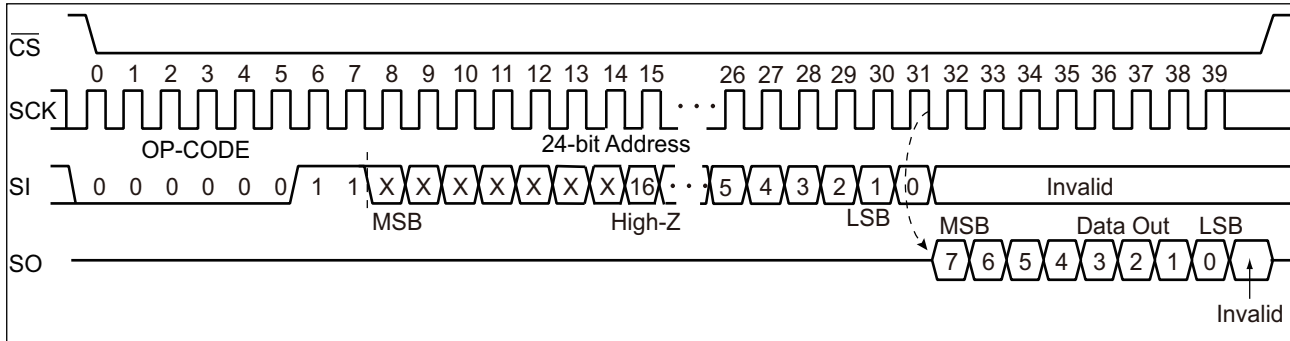 CS
0 1 2 3 4 5 6 7 8 9 10 11 12 13 14 15 26 27 28 29 30 31 32 33 34 35 36 37 38 39
SCK · · ·
OP-CODE 24-bit Address
SI 0 0 0 0 0 0 1 1 X X X X X X X 16 · · · 5 4 3 2 1 0 Invalid
MSB High-Z LSB MSB Data Out LSB
SO 7 6 5 4 3 2 1 0
Invalid